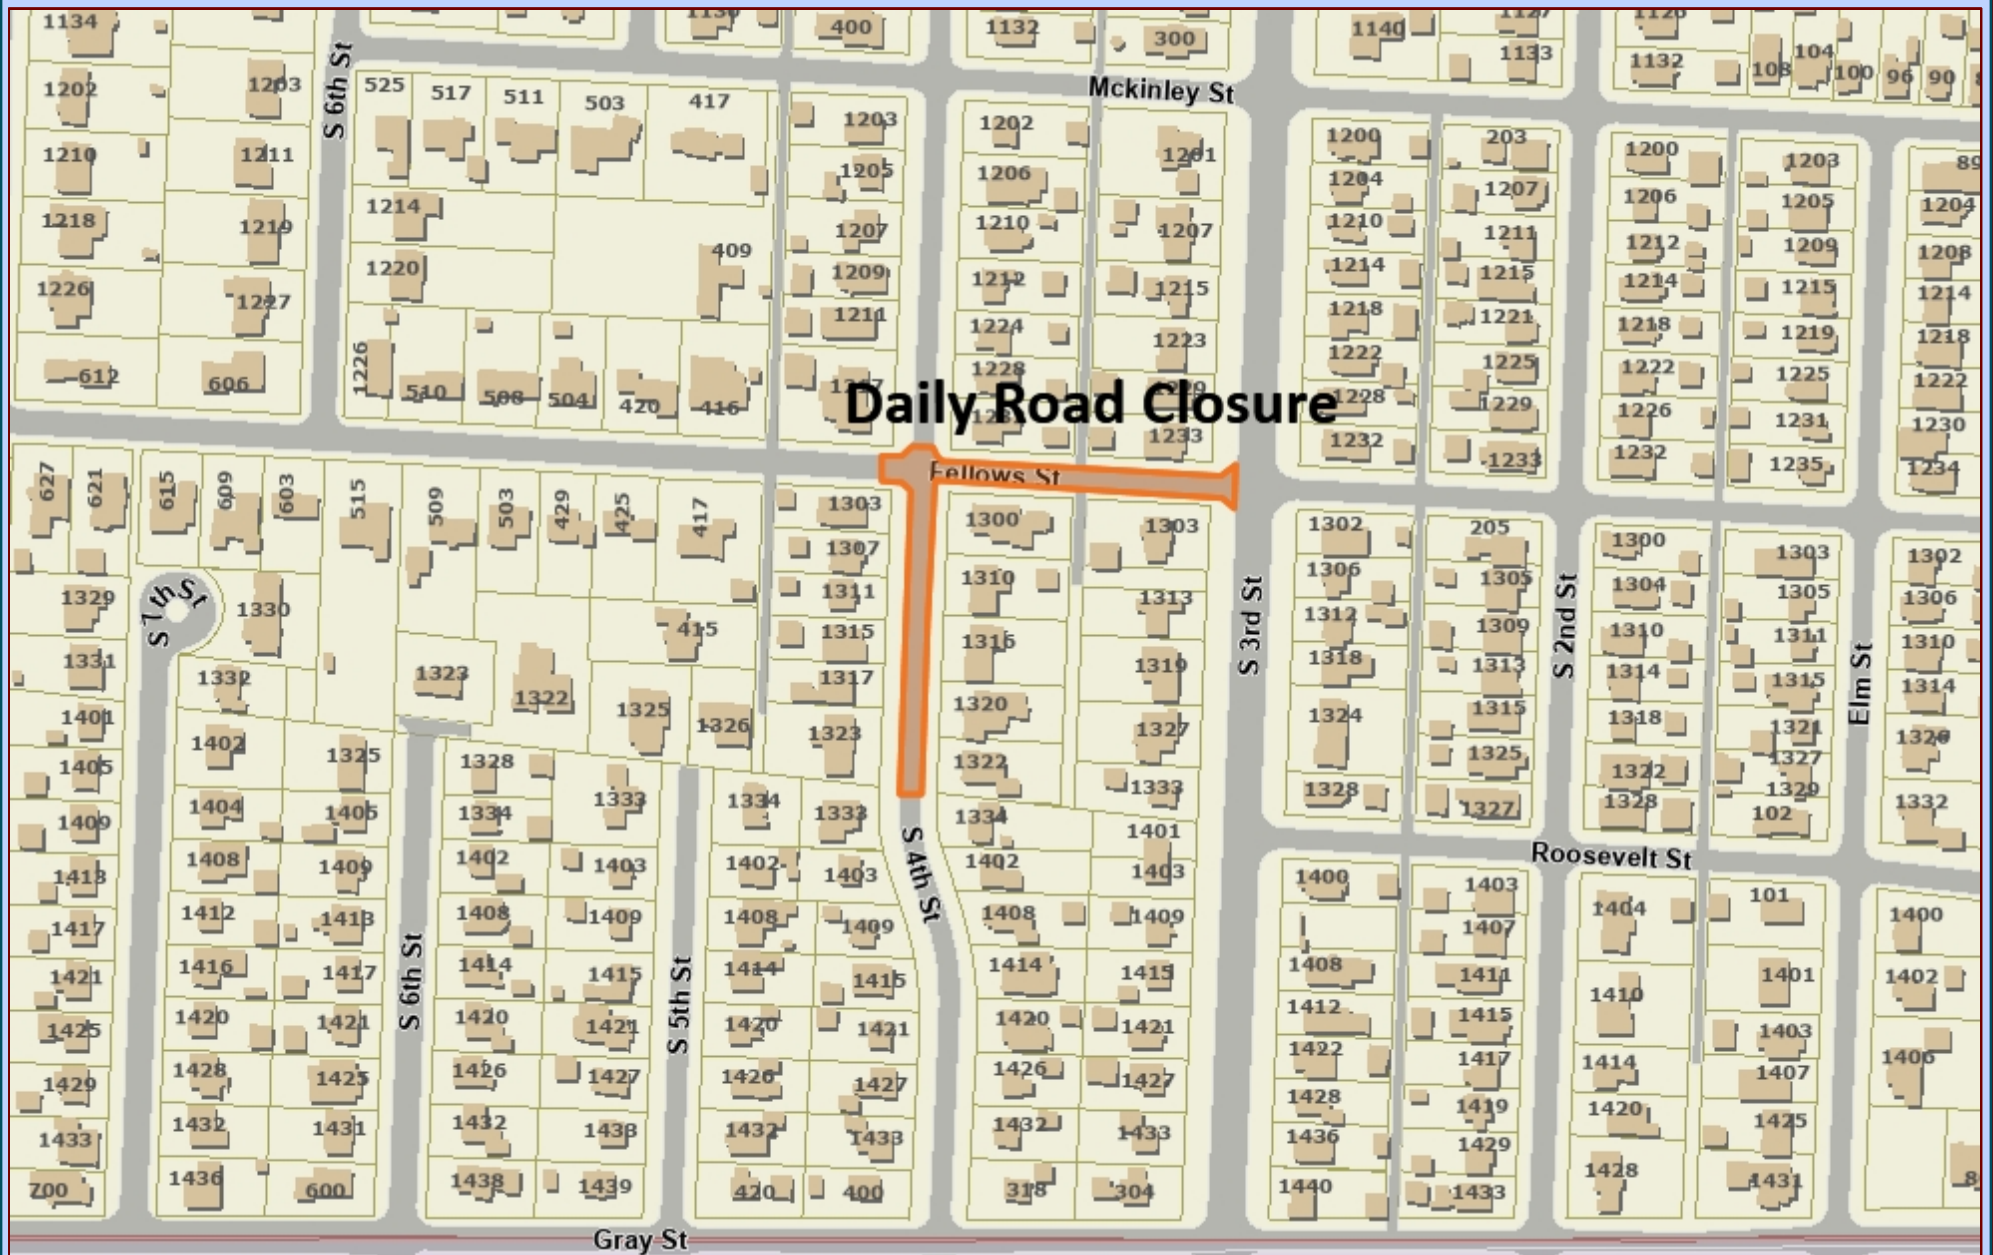 1134 1130 400 1132 300 1140 1127 1126
1133 1132 108 104 100 96 90
Mckinley St
S 6th St
1202 1203 525 517 511 503 417 1203 1202 1201 1200 203 1200 1203 89
1210 1211 1205 1206 1204 1207 1206 1205 1204
1218 1219 1214 409 1207 1210 1207 1210 1211 1212 1209 1208
1226 1227 1220 1209 1212 1215 1214 1215 1214 1215 1214
1211 1224 1223 1218 1221 1218 1219 1218
612 606 1226 510 508 504 420 416 1228 1222 1225 1222 1225 1222
Daily Road Closure
1228 1229 1226 1231 1230
1233 1232 1233 1232 1235 1234
Fellows St
627 621 615 609 603 515 509 503 429 425 417 1303 1300 1303 1302 205 1300 1303 1302
S 7th St
S 3rd St
S 2nd St
Elm St
1307 1310 1306 1305 1304 1305 1306
1329 1330 415 1311 1313 1312 1309 1310 1311 1310
1331 1332 1323 1322 1315 1316 1319 1318 1313 1314 1315 1314
1401 1402 1325 1325 1326 1317 1320 1327 1324 1315 1318 1321 1326
1405 1328 1323 1322 1333 1328 1325 1322 1327 1329
1409 1404 1405 1334 1333 1334 1333 1334 1401 1327 1328 102 1332
Roosevelt St
S 4th St
1413 1408 1409 1402 1403 1402 1403 1402 1403 1400 1403 1404 101 1400
1417 1412 1413 1408 1409 1408 1409 1408 1409 1407
S 6th St
S 5th St
1421 1416 1417 1414 1415 1414 1415 1414 1415 1408 1411 1410 1401 1402
1425 1420 1421 1420 1421 1420 1421 1420 1421 1412 1415 1403
1429 1428 1425 1426 1427 1426 1427 1426 1427 1422 1417 1414 1407 1406
1433 1432 1431 1432 1433 1432 1433 1432 1433 1428 1419 1420 1425
1436 1429
700 1436 600 1438 1439 420 400 318 304 1440 1433 1428 1431
Gray St